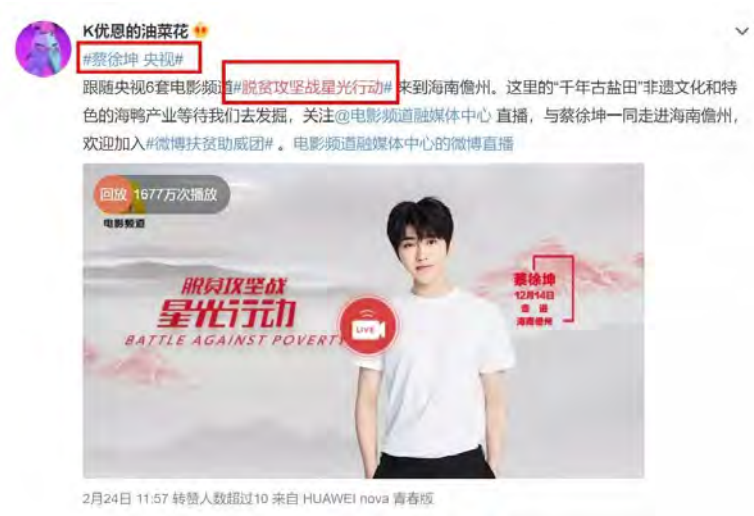 K优恩的油菜花
#蔡徐坤 央视#
跟随央视6套电影频道#脱贫攻坚战星光行动# 来到海南儋州。这里的“千年古盐田”非遗文化和特
色的海鸭产业等待我们去发掘，关注@电影频道融媒体中心 直播，与蔡徐坤一同走进海南儋州，
欢迎加入#微博扶贫助威团# 。电影频道融媒体中心的微博直播
回放 1677万次播放
电影频道
脱贫攻坚战
星光行动
BATTLE AGAINST POVERTY
LIVE
蔡徐坤
12月14日
走进
海南儋州
2月24日 11:57 转赞人数超过10 来自 HUAWEI nova 青春版